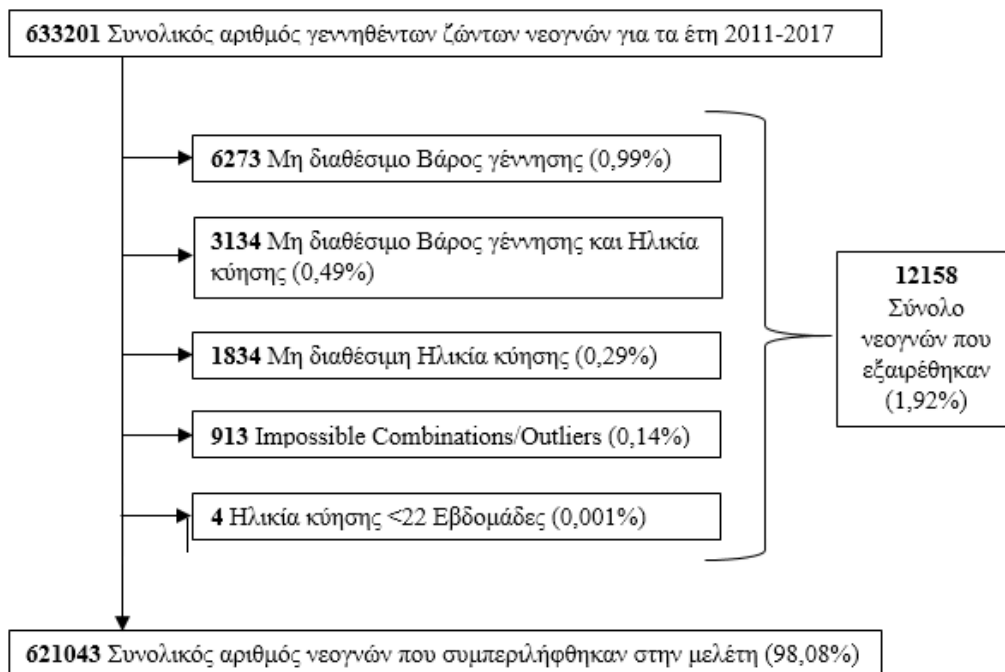 633201 Συνολικός αριθμός γεννηθέντων ζώντων νεογνών για τα έτη 2011-2017
6273 Μη διαθέσιμο Βάρος γέννησης (0,99%)
3134 Μη διαθέσιμο Βάρος γέννησης και Ηλικία
κύησης (0,49%)
1834 Μη διαθέσιμη Ηλικία κύησης (0,29%)
913 Impossible Combinations/Outliers (0,14%)
4 Ηλικία κύησης <22 Εβδομάδες (0,001%)
12158
Σύνολο
νεογνών που
εξαιρέθηκαν
(1,92%)
621043 Συνολικός αριθμός νεογνών που συμπεριλήφθηκαν στην μελέτη (98,08%)